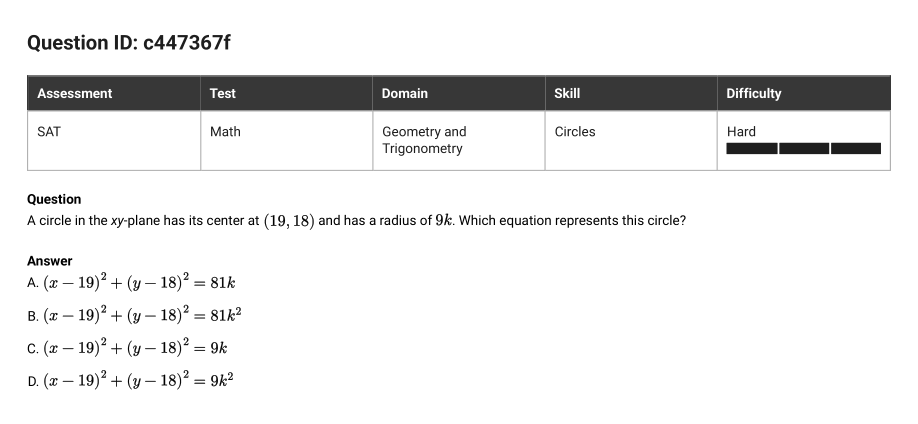 Question ID: c447367f
Assessment Test Domain Skill Difficulty
SAT Math Geometry and Trigonometry Circles Hard
Question
A circle in the xy-plane has its center at (19, 18) and has a radius of 9k. Which equation represents this circle?
Answer
A. (x − 19)² + (y − 18)² = 81k
B. (x − 19)² + (y − 18)² = 81k²
C. (x − 19)² + (y − 18)² = 9k
D. (x − 19)² + (y − 18)² = 9k²